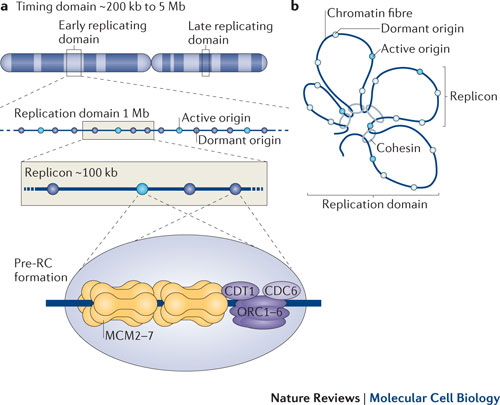 a Timing domain ~200 kb to 5 Mb
Early replicating
domain
Late replicating
domain
Replication domain 1 Mb
Active origin
Dormant origin
Replicon ~100 kb
Pre-RC
formation
CDT1
CDC6
ORC1–6
MCM2–7
b
Chromatin fibre
Dormant origin
Active origin
Replicon
Cohesin
Replication domain
Nature Reviews | Molecular Cell Biology